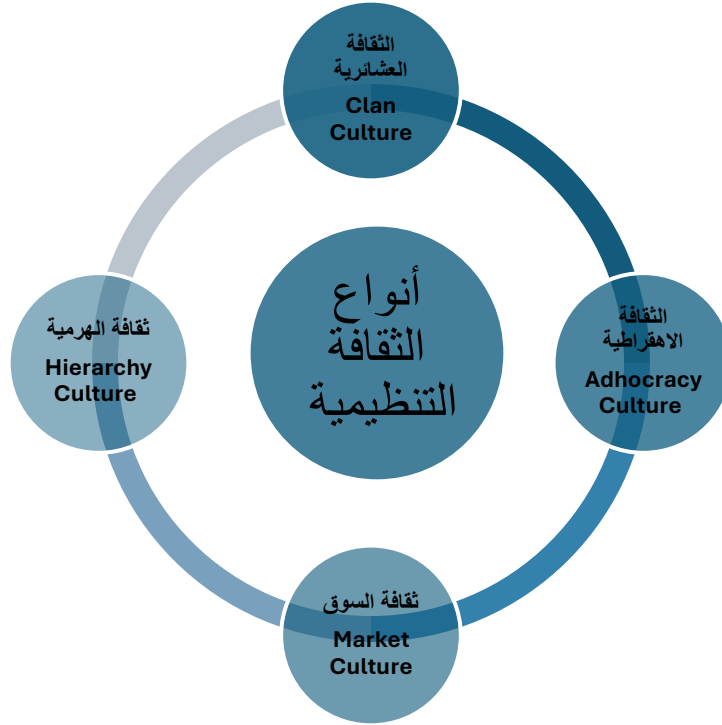 الثقافة
العشائرية
Clan
Culture
أنواع
الثقافة
التنظيمية
الثقافة
الاهقراطية
Adhocracy
Culture
ثقافة الهرمية
Hierarchy
Culture
ثقافة السوق
Market
Culture